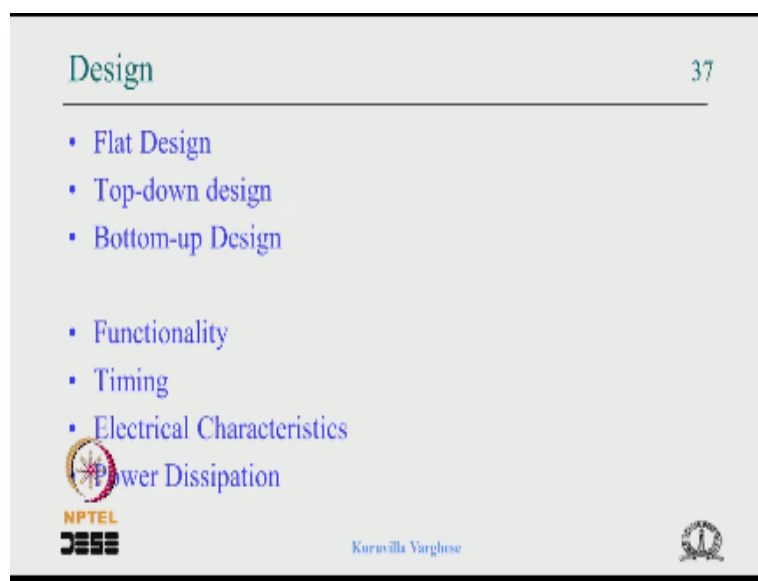 Design
37
• Flat Design
• Top-down design
• Bottom-up Design
• Functionality
• Timing
• Electrical Characteristics
• Power Dissipation
NPTEL
DESE
Kuruvilla Varghese